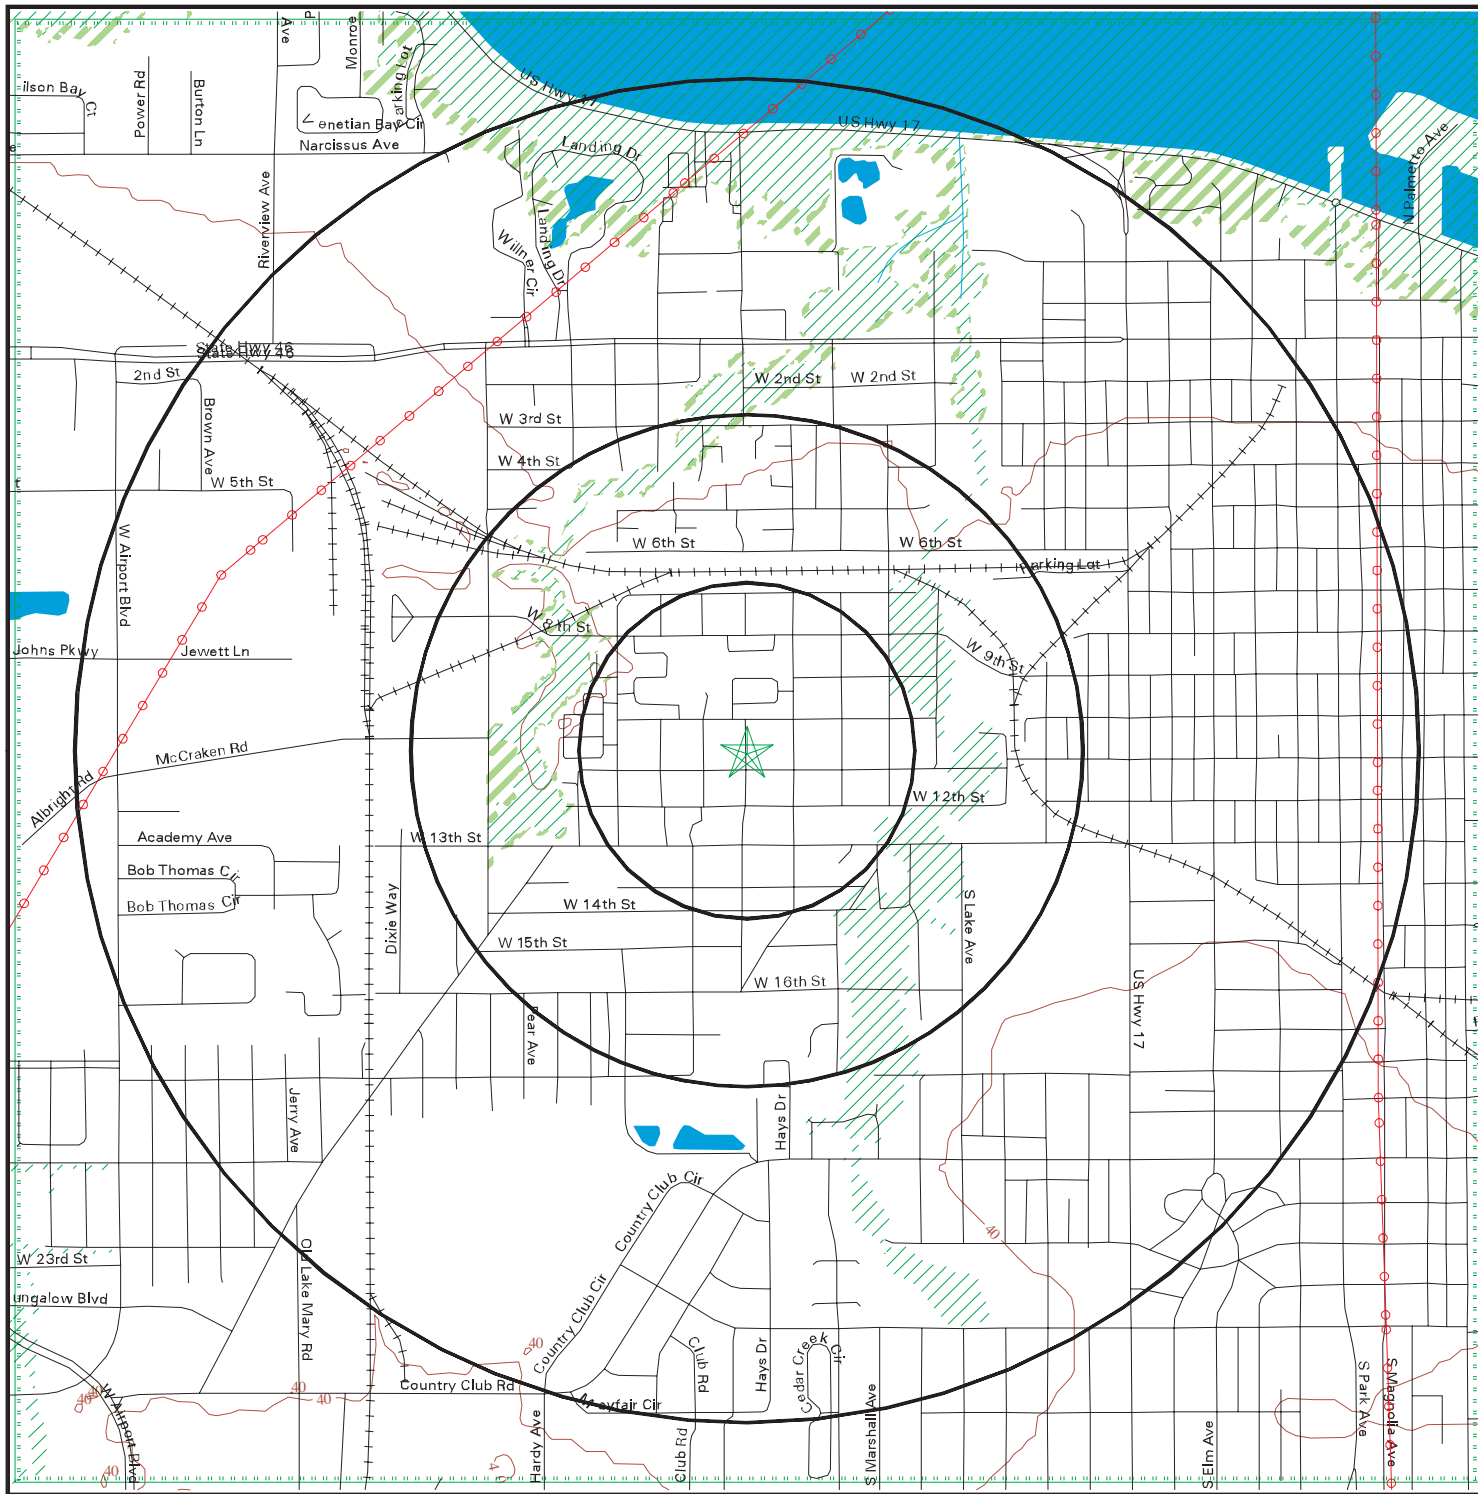 Ave
P
Monroe
Parking Lot
US Hwy 17
ilson Bay
Ct
Power Rd
Burton Ln
enetian Bay Cir
Narcissus Ave
US Hwy 17
Landing Dr
N Palmetto Ave
e
Riverview Ave
Landing Dr
Willner Cir
State Hwy 46
State Hwy 46
2nd St
W 2nd St
W 2nd St
Brown Ave
W 3rd St
W 4th St
W 5th St
t
W Airport Blvd
W 6th St
W 6th St
Parking Lot
W 8th St
Johns Pkwy
Jewett Ln
W 9th St
McCraken Rd
Albright Rd
W 12th St
Academy Ave
W 13th St
Bob Thomas Cir
Bob Thomas Cir
Dixie Way
W 14th St
S Lake Ave
W 15th St
W 16th St
US Hwy 17
Pear Ave
Jerry Ave
Hays Dr
Country Club Cir
40
W 23rd St
Old Lake Mary Rd
ungalow Blvd
Country Club Cir
40
Club Rd
Hays Dr
Cedar Creek Cir
S Park Ave
S Magnolia Ave
40
40
40
40
W Airport Blvd
Country Club Rd
Mayfair Cir
S Marshall Ave
Hardy Ave
Club Rd
S Elm Ave
40
40